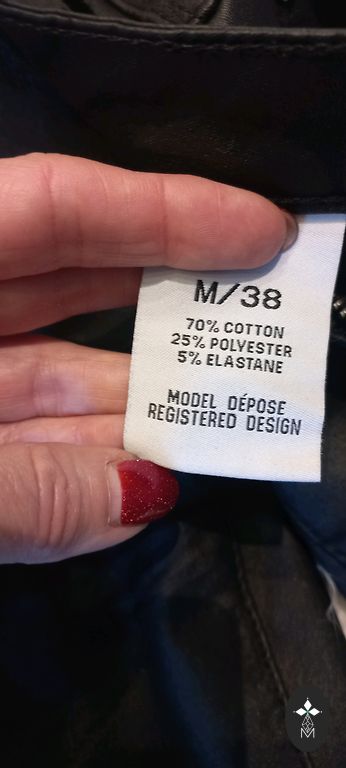 M/38
70% COTTON
25% POLYESTER
5% ELASTANE
MODEL DÉPOSE
REGISTERED DESIGN
M